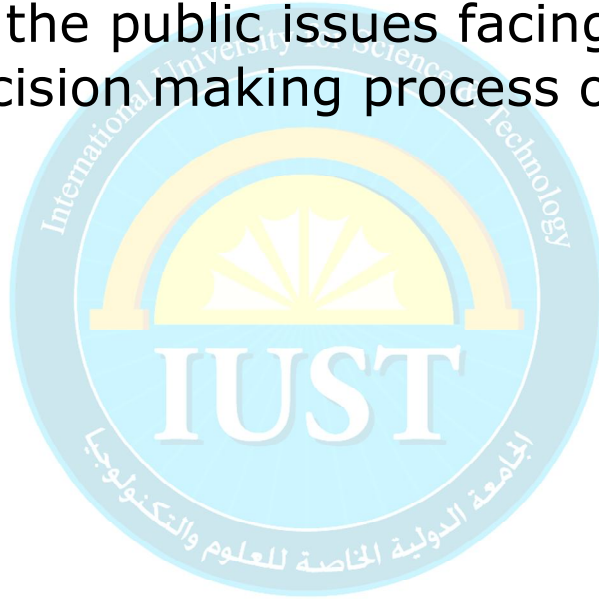 the public issues facing
cision making process o
International University for Science & Technology
IUST
الجامعة الدولية الخاصة للعلوم والتكنولوجيا